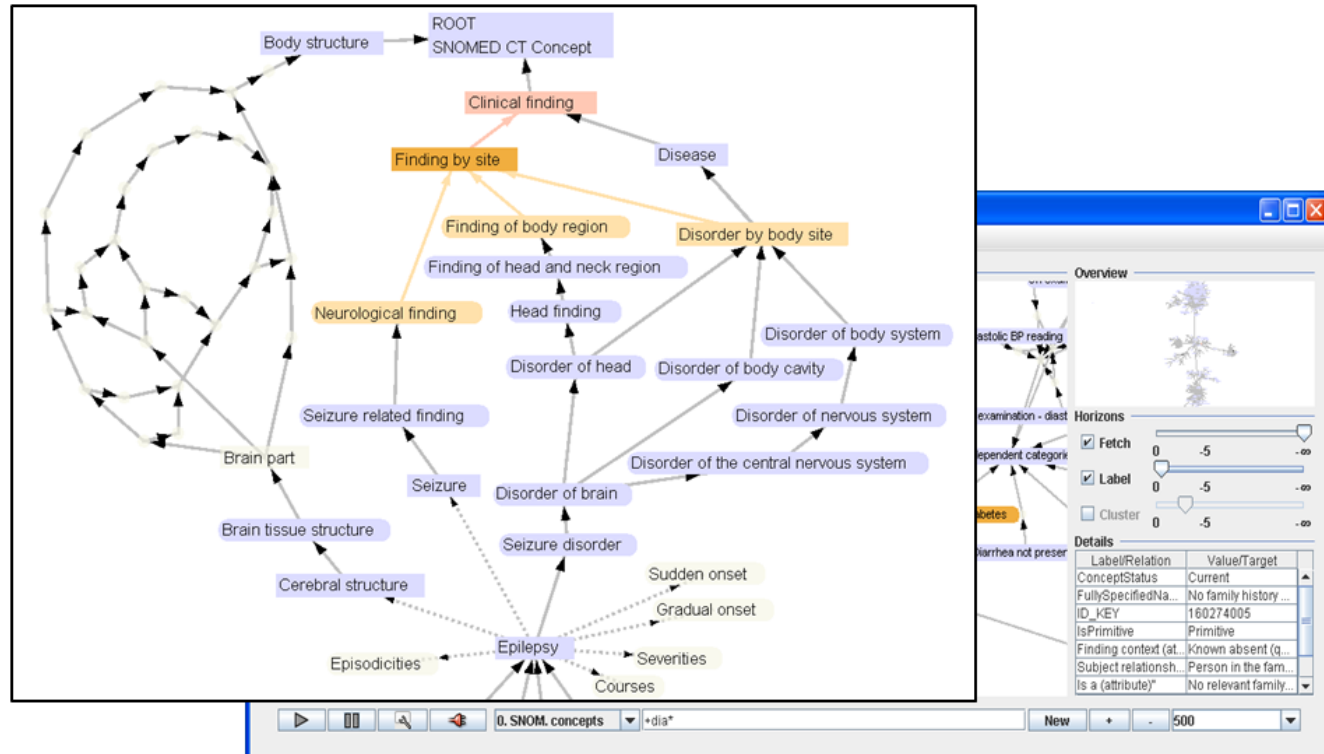 ROOT
SNOMED CT Concept
Body structure
Clinical finding
Finding by site
Disease
Finding of body region
Disorder by body site
Finding of head and neck region
Neurological finding
Head finding
Disorder of body system
Disorder of head
Disorder of body cavity
Seizure related finding
Disorder of nervous system
Brain part
Disorder of the central nervous system
Seizure
Disorder of brain
Brain tissue structure
Seizure disorder
Cerebral structure
Sudden onset
Gradual onset
Epilepsy
Episodicities
Severities
Courses
Overview
astolic BP reading
examination - diast
ependent categorie
abetes
Diarrhea not presen
Horizons
Fetch
0 -5 -∞
Label
0 -5 -∞
Cluster
0 -5 -∞
Details
Label/Relation Value/Target
ConceptStatus Current
FullySpecifiedNa... No family history ...
ID_KEY 160274005
IsPrimitive Primitive
Finding context (at... Known absent (q...
Subject relationsh... Person in the fam...
Is a (attribute)" No relevant family...
0. SNOM. concepts +dia* New + - 500